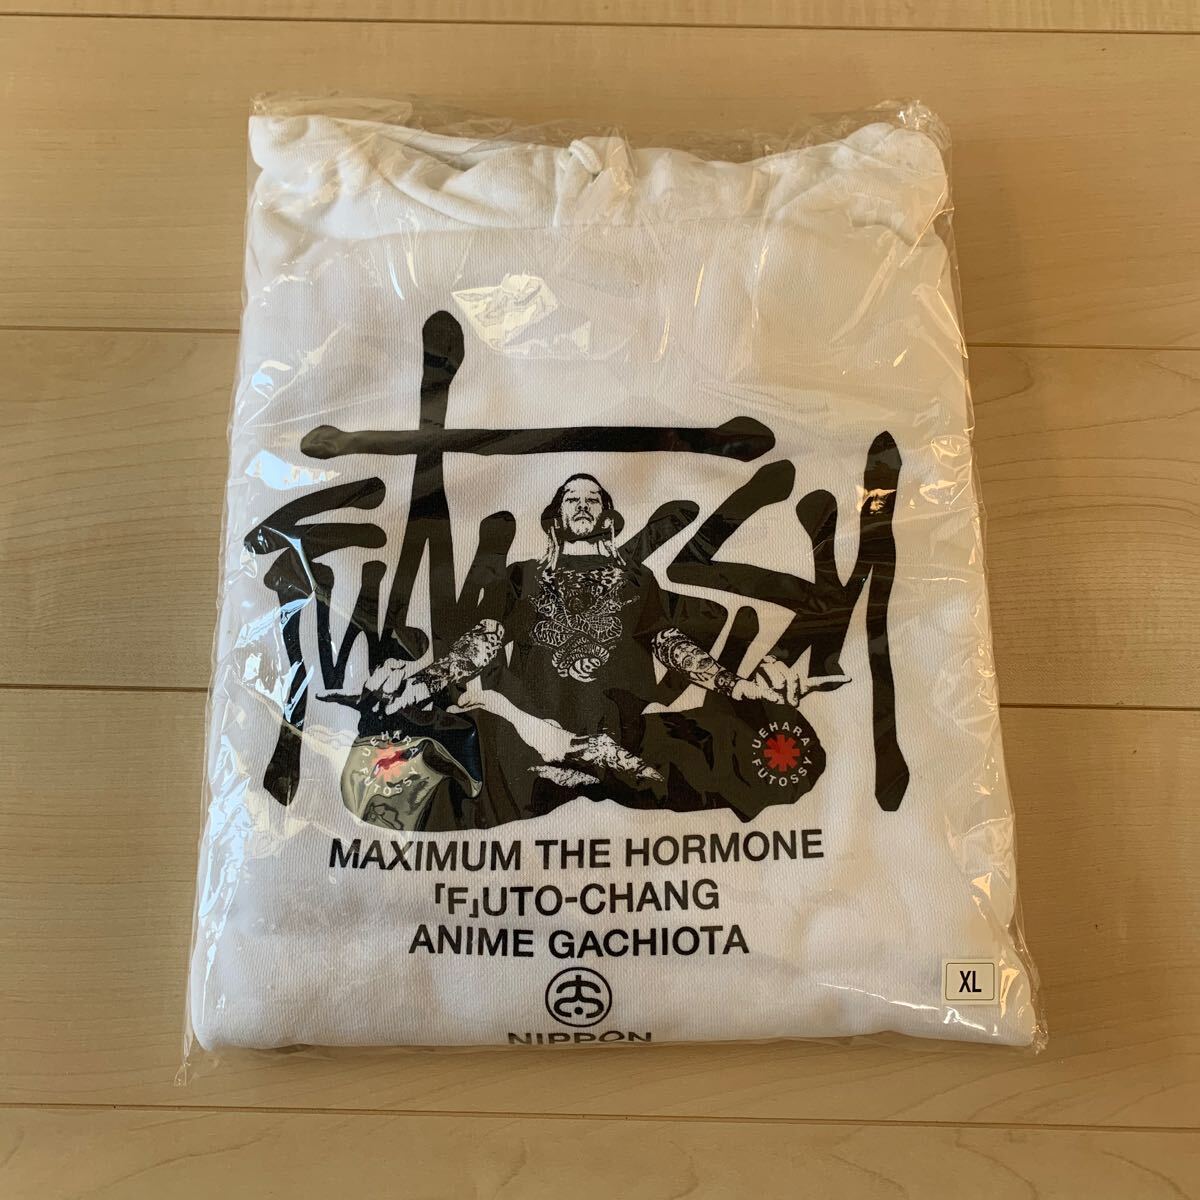 FUTOSSY
UEHARA
FUTOSSY
UEHARA
FUTOSSY
MAXIMUM THE HORMONE
「F」UTO-CHANG
ANIME GACHIOTA
XL
NIPPON